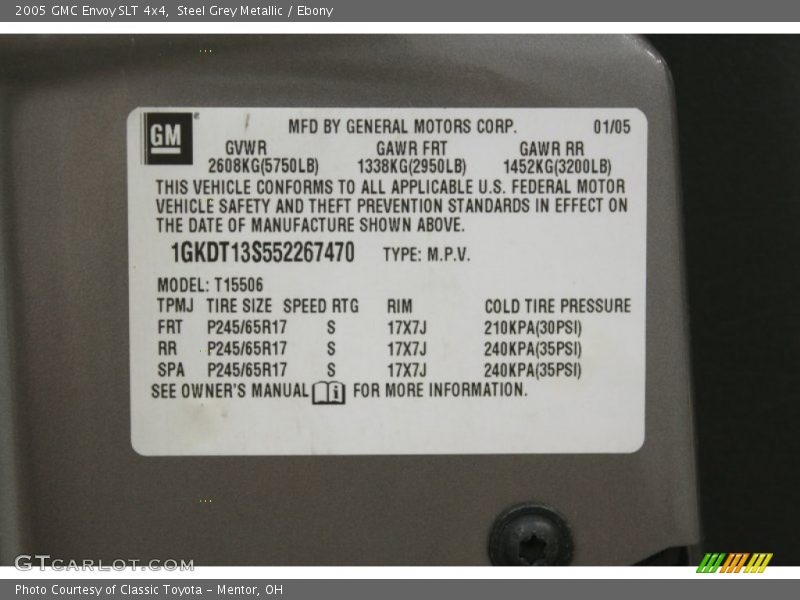 2005 GMC Envoy SLT 4x4, Steel Grey Metallic / Ebony
GM
MFD BY GENERAL MOTORS CORP. 01/05
GVWR GAWR FRT GAWR RR
2608KG(5750LB) 1338KG(2950LB) 1452KG(3200LB)
THIS VEHICLE CONFORMS TO ALL APPLICABLE U.S. FEDERAL MOTOR
VEHICLE SAFETY AND THEFT PREVENTION STANDARDS IN EFFECT ON
THE DATE OF MANUFACTURE SHOWN ABOVE.
1GKDT13S552267470 TYPE: M.P.V.
MODEL: T15506
TPMJ TIRE SIZE SPEED RTG RIM COLD TIRE PRESSURE
FRT P245/65R17 S 17X7J 210KPA(30PSI)
RR P245/65R17 S 17X7J 240KPA(35PSI)
SPA P245/65R17 S 17X7J 240KPA(35PSI)
SEE OWNER'S MANUAL i FOR MORE INFORMATION.
GTCARLOT.COM
Photo Courtesy of Classic Toyota - Mentor, OH